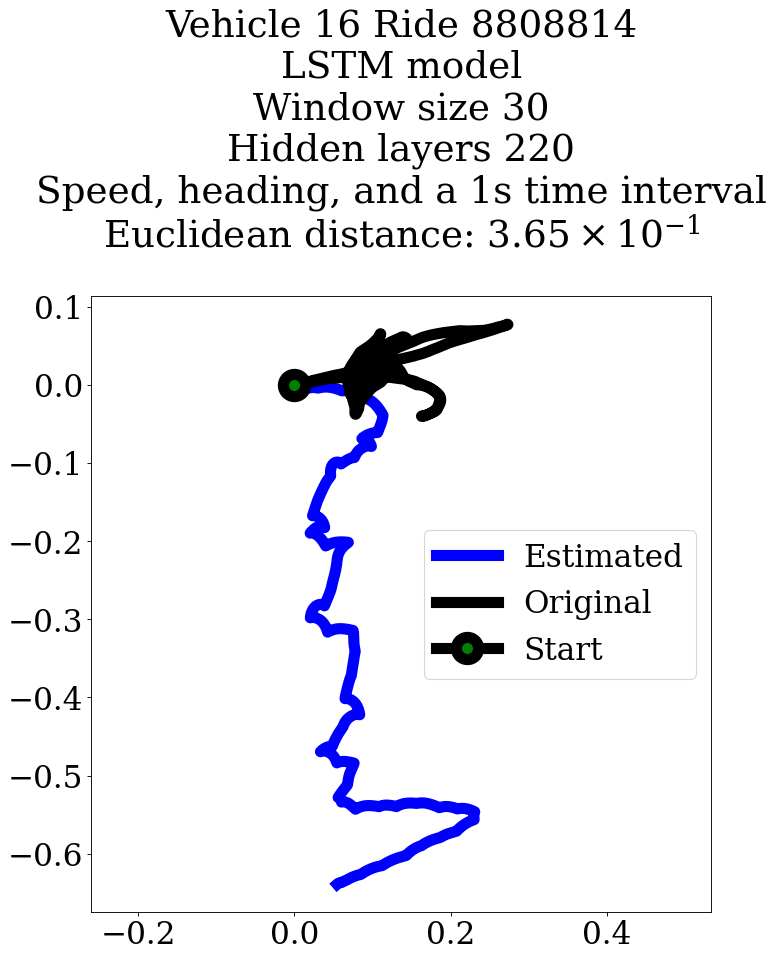 Vehicle 16 Ride 8808814
LSTM model
Window size 30
Hidden layers 220
Speed, heading, and a 1s time interval
Euclidean distance: 3.65 × 10⁻¹
0.1
0.0
−0.1
−0.2
−0.3
−0.4
−0.5
−0.6
Estimated
Original
Start
−0.2 0.0 0.2 0.4